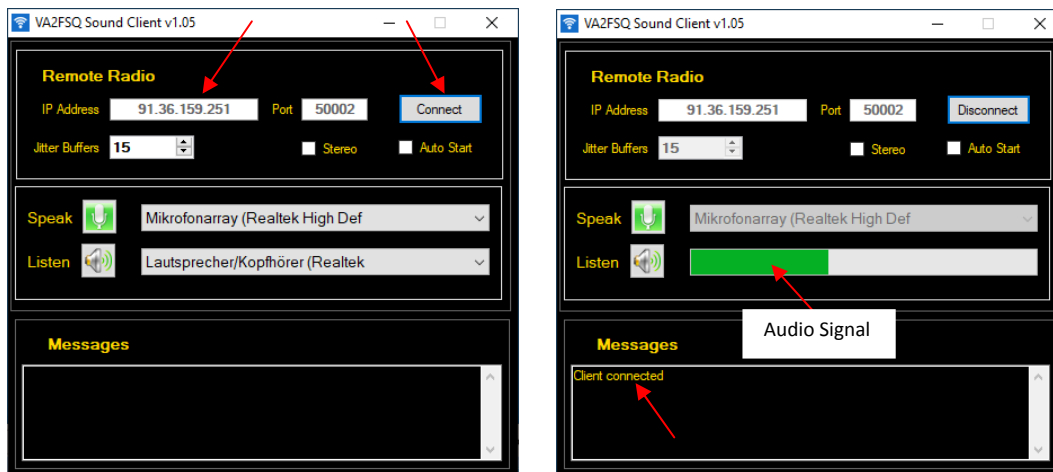 VA2FSQ Sound Client v1.05
Remote Radio
IP Address 91.36.159.251 Port 50002 Connect
Jitter Buffers 15 Stereo Auto Start
Speak Mikrofonarray (Realtek High Def
Listen Lautsprecher/Kopfhörer (Realtek
Messages
VA2FSQ Sound Client v1.05
Remote Radio
IP Address 91.36.159.251 Port 50002 Disconnect
Jitter Buffers 15 Stereo Auto Start
Speak Mikrofonarray (Realtek High Def
Listen
Audio Signal
Messages
Client connected